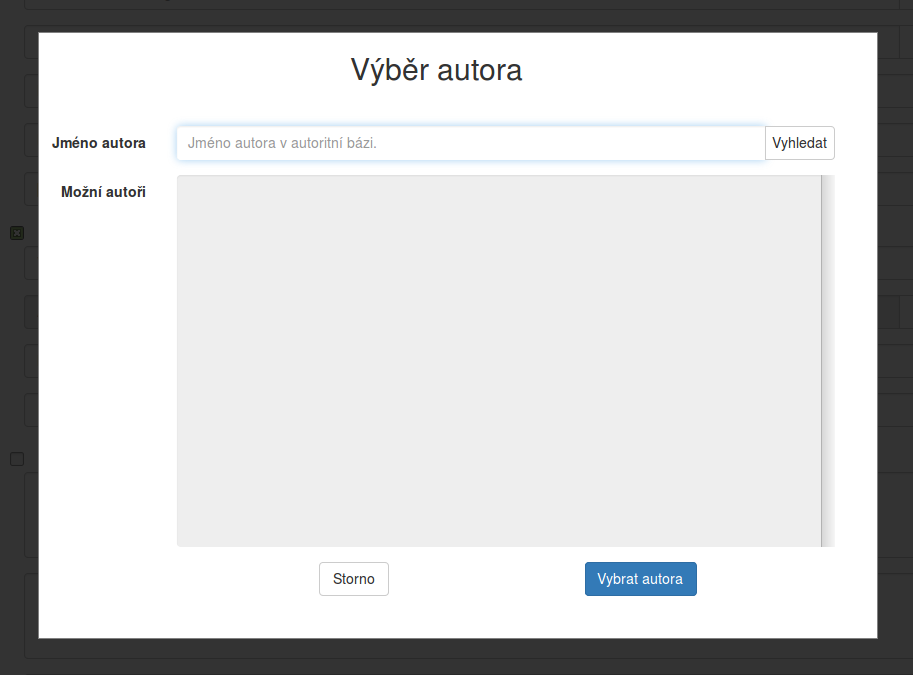 Výběr autora
Jméno autora
Jméno autora v autoritní bázi.
Vyhledat
Možní autoři
Storno
Vybrat autora